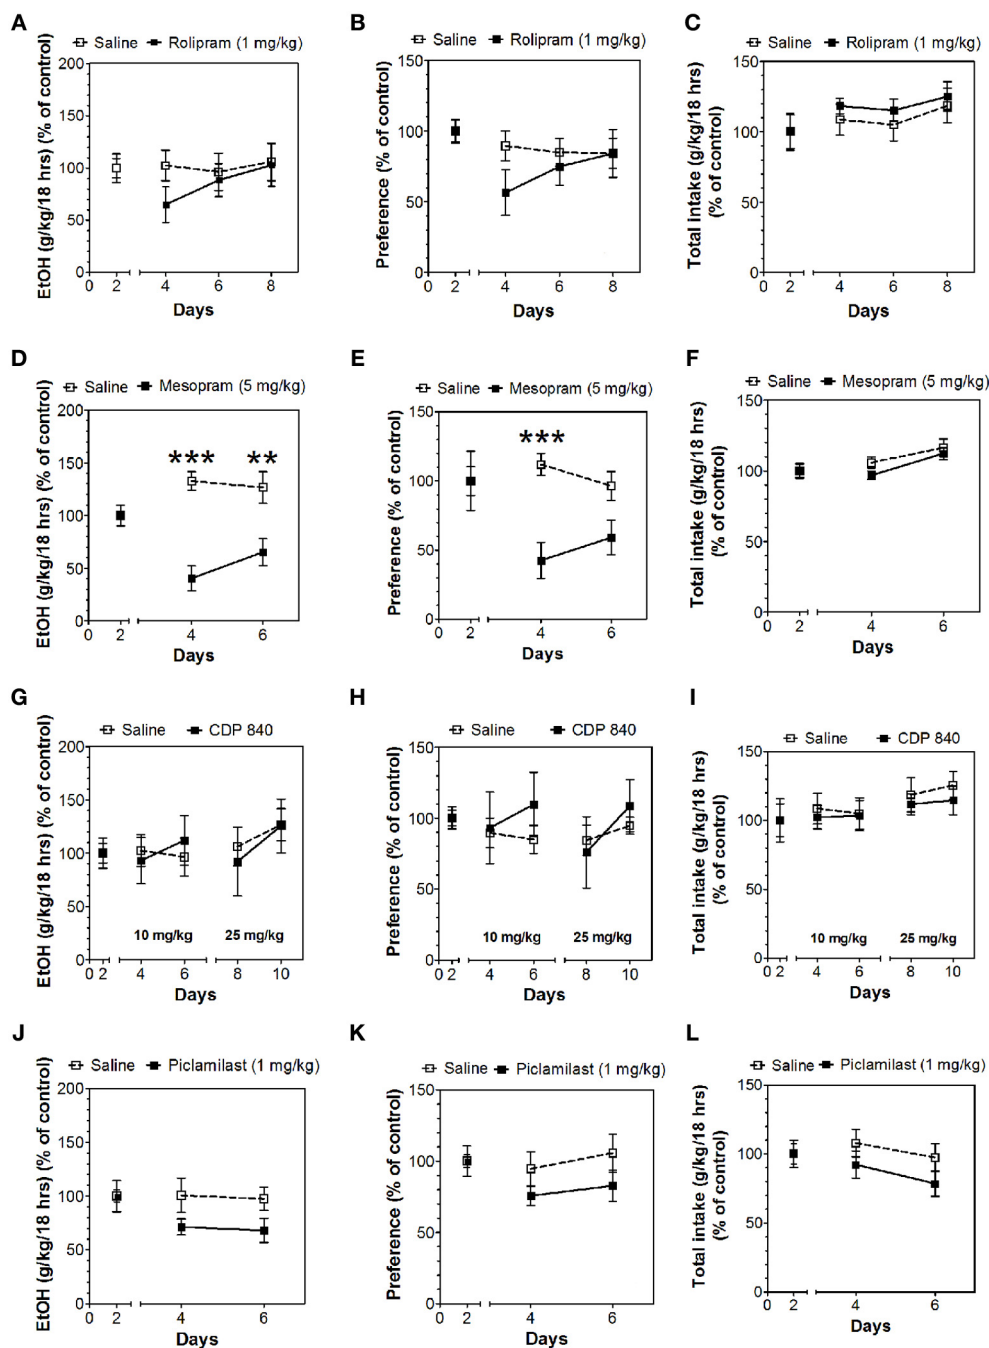 A
B
C
Saline Rolipram (1 mg/kg)
Saline Rolipram (1 mg/kg)
Saline Rolipram (1 mg/kg)
EtOH (g/kg/18 hrs) (% of control)
200
150
100
50
0
0 2 4 6 8
Days
Preference (% of control)
150
100
50
0
0 2 4 6 8
Days
Total intake (g/kg/18 hrs)
(% of control)
150
100
50
0
0 2 4 6 8
Days
D
E
F
Saline Mesopram (5 mg/kg)
Saline Mesopram (5 mg/kg)
Saline Mesopram (5 mg/kg)
EtOH (g/kg/18 hrs) (% of control)
200
150
100
50
0
*** **
0 2 4 6
Days
Preference (% of control)
150
100
50
0
***
0 2 4 6
Days
Total intake (g/kg/18 hrs)
(% of control)
150
100
50
0
0 2 4 6
Days
G
H
I
Saline CDP 840
Saline CDP 840
Saline CDP 840
EtOH (g/kg/18 hrs) (% of control)
200
150
100
50
0
10 mg/kg 25 mg/kg
0 2 4 6 8 10
Days
Preference (% of control)
150
100
50
0
10 mg/kg 25 mg/kg
0 2 4 6 8 10
Days
Total intake (g/kg/18 hrs)
(% of control)
150
100
50
0
10 mg/kg 25 mg/kg
0 2 4 6 8 10
Days
J
K
L
Saline Piclamilast (1 mg/kg)
Saline Piclamilast (1 mg/kg)
Saline Piclamilast (1 mg/kg)
EtOH (g/kg/18 hrs) (% of control)
200
150
100
50
0
0 2 4 6
Days
Preference (% of control)
150
100
50
0
0 2 4 6
Days
Total intake (g/kg/18 hrs)
(% of control)
150
100
50
0
0 2 4 6
Days